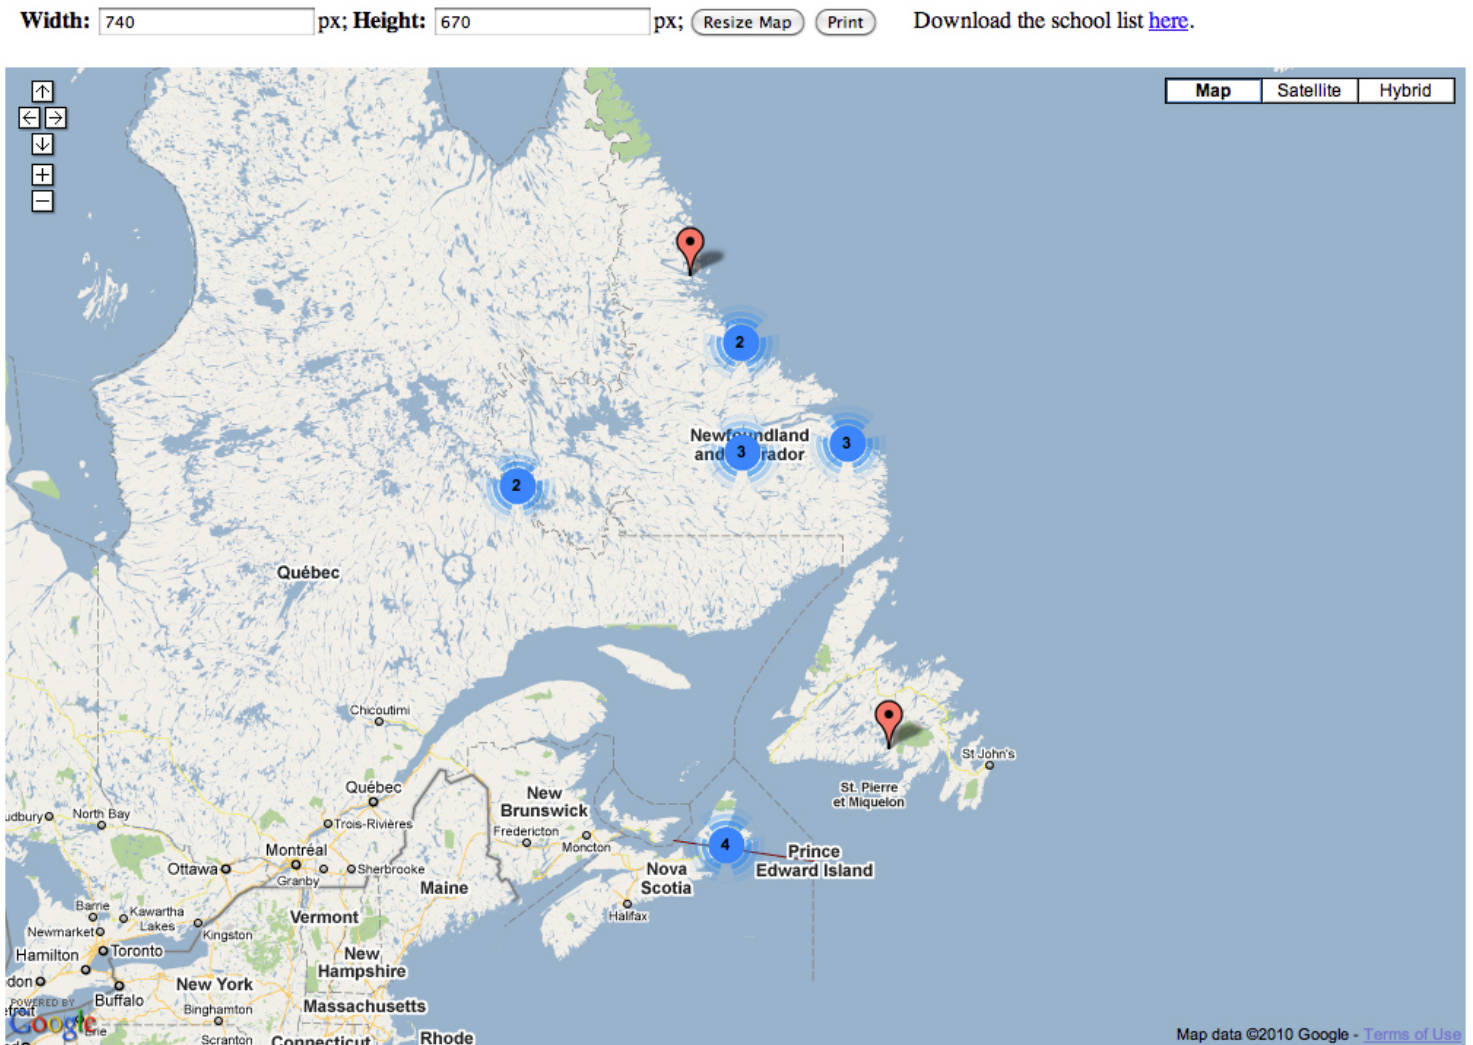 Width: 740 px; Height: 670 px; Resize Map Print Download the school list here.
Map Satellite Hybrid
2
Newfoundland
3
3
2
Québec
Chicoutimi
St John's
Québec
St. Pierre
et Miquelon
New
Brunswick
North Bay
Trois-Rivières
Fredericton
Moncton
4
Montréal
Prince
Edward Island
Ottawa
Sherbrooke
Granby
Nova
Scotia
Maine
Barrie
Kawartha
Lakes
Vermont
Halifax
Newmarket
Kingston
Hamilton
Toronto
New
Hampshire
New York
Buffalo
POWERED BY
Google
Massachusetts
Binghamton
Erie
Scranton
Connecticut
Rhode
Map data ©2010 Google - Terms of Use